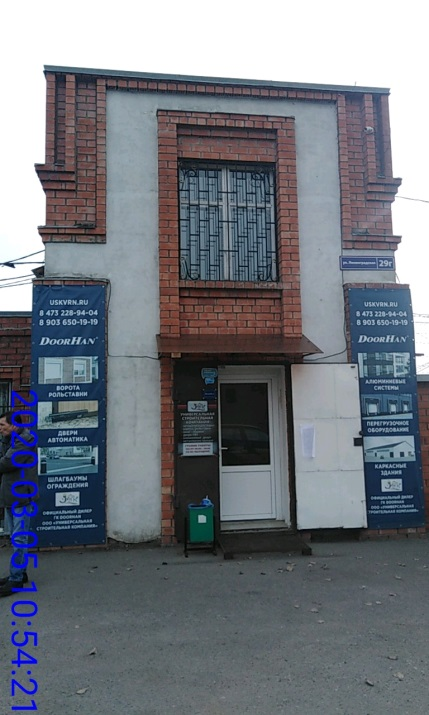 ул. Ленинградская 29г
USKVRN.RU
8 473 228-94-04
8 903 650-19-19
DOORHAN
ВОРОТА
РОЛЬСТАВНИ
ДВЕРИ
АВТОМАТИКА
ШЛАГБАУМЫ
ОГРАЖДЕНИЯ
ОФИЦИАЛЬНЫЙ ДИЛЕР
ГК DOORHAN
ООО «УНИВЕРСАЛЬНАЯ
СТРОИТЕЛЬНАЯ КОМПАНИЯ»
УНИВЕРСАЛЬНАЯ
СТРОИТЕЛЬНАЯ
КОМПАНИЯ
USKVRN.RU
8 473 228-94-04
8 903 650-19-19
DOORHAN
АЛЮМИНИЕВЫЕ
СИСТЕМЫ
ПЕРЕГРУЗОЧНОЕ
ОБОРУДОВАНИЕ
КАРКАСНЫЕ
ЗДАНИЯ
ОФИЦИАЛЬНЫЙ ДИЛЕР
ГК DOORHAN
ООО «УНИВЕРСАЛЬНАЯ
СТРОИТЕЛЬНАЯ КОМПАНИЯ»
2020-03-05 10:54:21